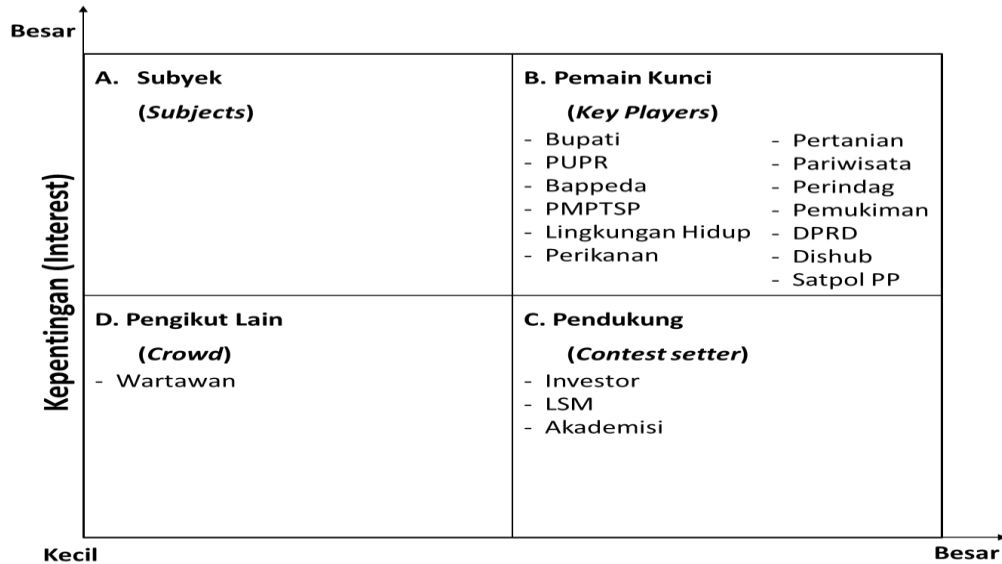 Besar
Kepentingan (Interest)
A. Subyek
(Subjects)
B. Pemain Kunci
(Key Players)
- Bupati
- PUPR
- Bappeda
- PMPTSP
- Lingkungan Hidup
- Perikanan
- Pertanian
- Pariwisata
- Perindag
- Pemukiman
- DPRD
- Dishub
- Satpol PP
D. Pengikut Lain
(Crowd)
- Wartawan
C. Pendukung
(Contest setter)
- Investor
- LSM
- Akademisi
Kecil
Besar